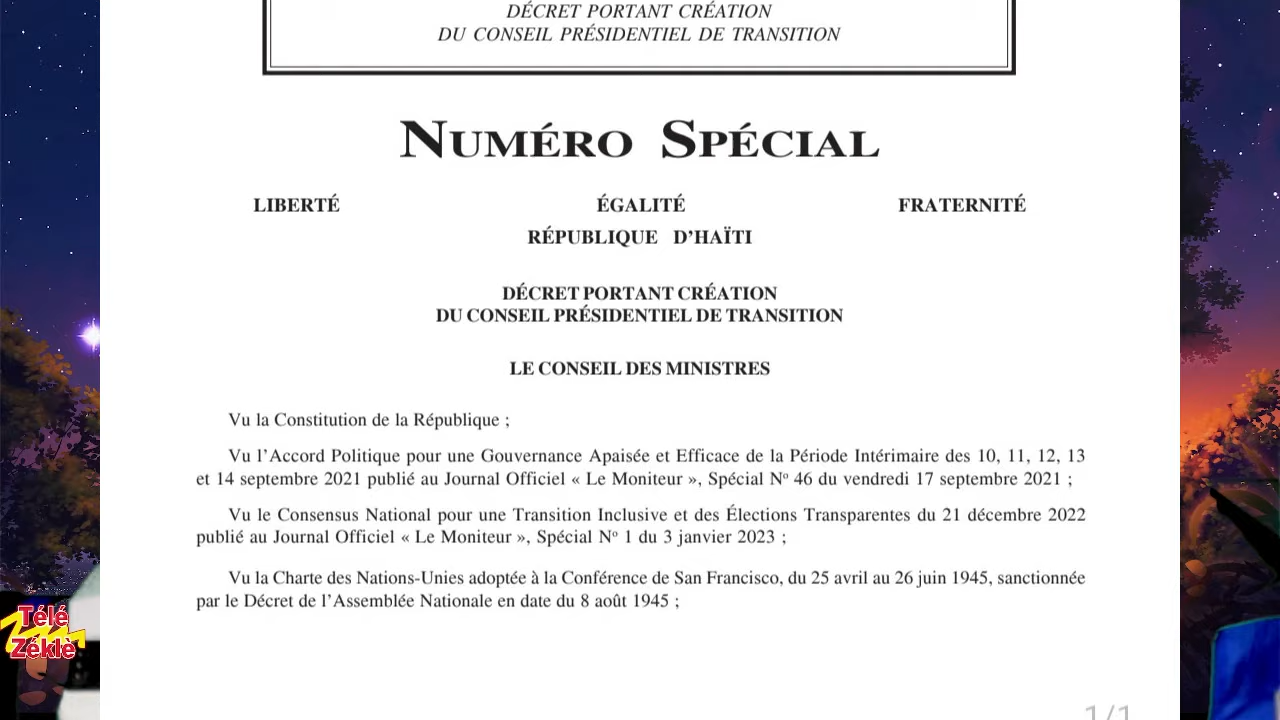 DÉCRET PORTANT CRÉATION
DU CONSEIL PRÉSIDENTIEL DE TRANSITION
NUMÉRO SPÉCIAL
LIBERTÉ ÉGALITÉ FRATERNITÉ
RÉPUBLIQUE D’HAÏTI
DÉCRET PORTANT CRÉATION
DU CONSEIL PRÉSIDENTIEL DE TRANSITION
LE CONSEIL DES MINISTRES
Vu la Constitution de la République ;
Vu l’Accord Politique pour une Gouvernance Apaisée et Efficace de la Période Intérimaire des 10, 11, 12, 13
et 14 septembre 2021 publié au Journal Officiel « Le Moniteur », Spécial Nº 46 du vendredi 17 septembre 2021 ;
Vu le Consensus National pour une Transition Inclusive et des Élections Transparentes du 21 décembre 2022
publié au Journal Officiel « Le Moniteur », Spécial Nº 1 du 3 janvier 2023 ;
Vu la Charte des Nations-Unies adoptée à la Conférence de San Francisco, du 25 avril au 26 juin 1945, sanctionnée
par le Décret de l’Assemblée Nationale en date du 8 août 1945 ;
Télé
Zéklè
1/1